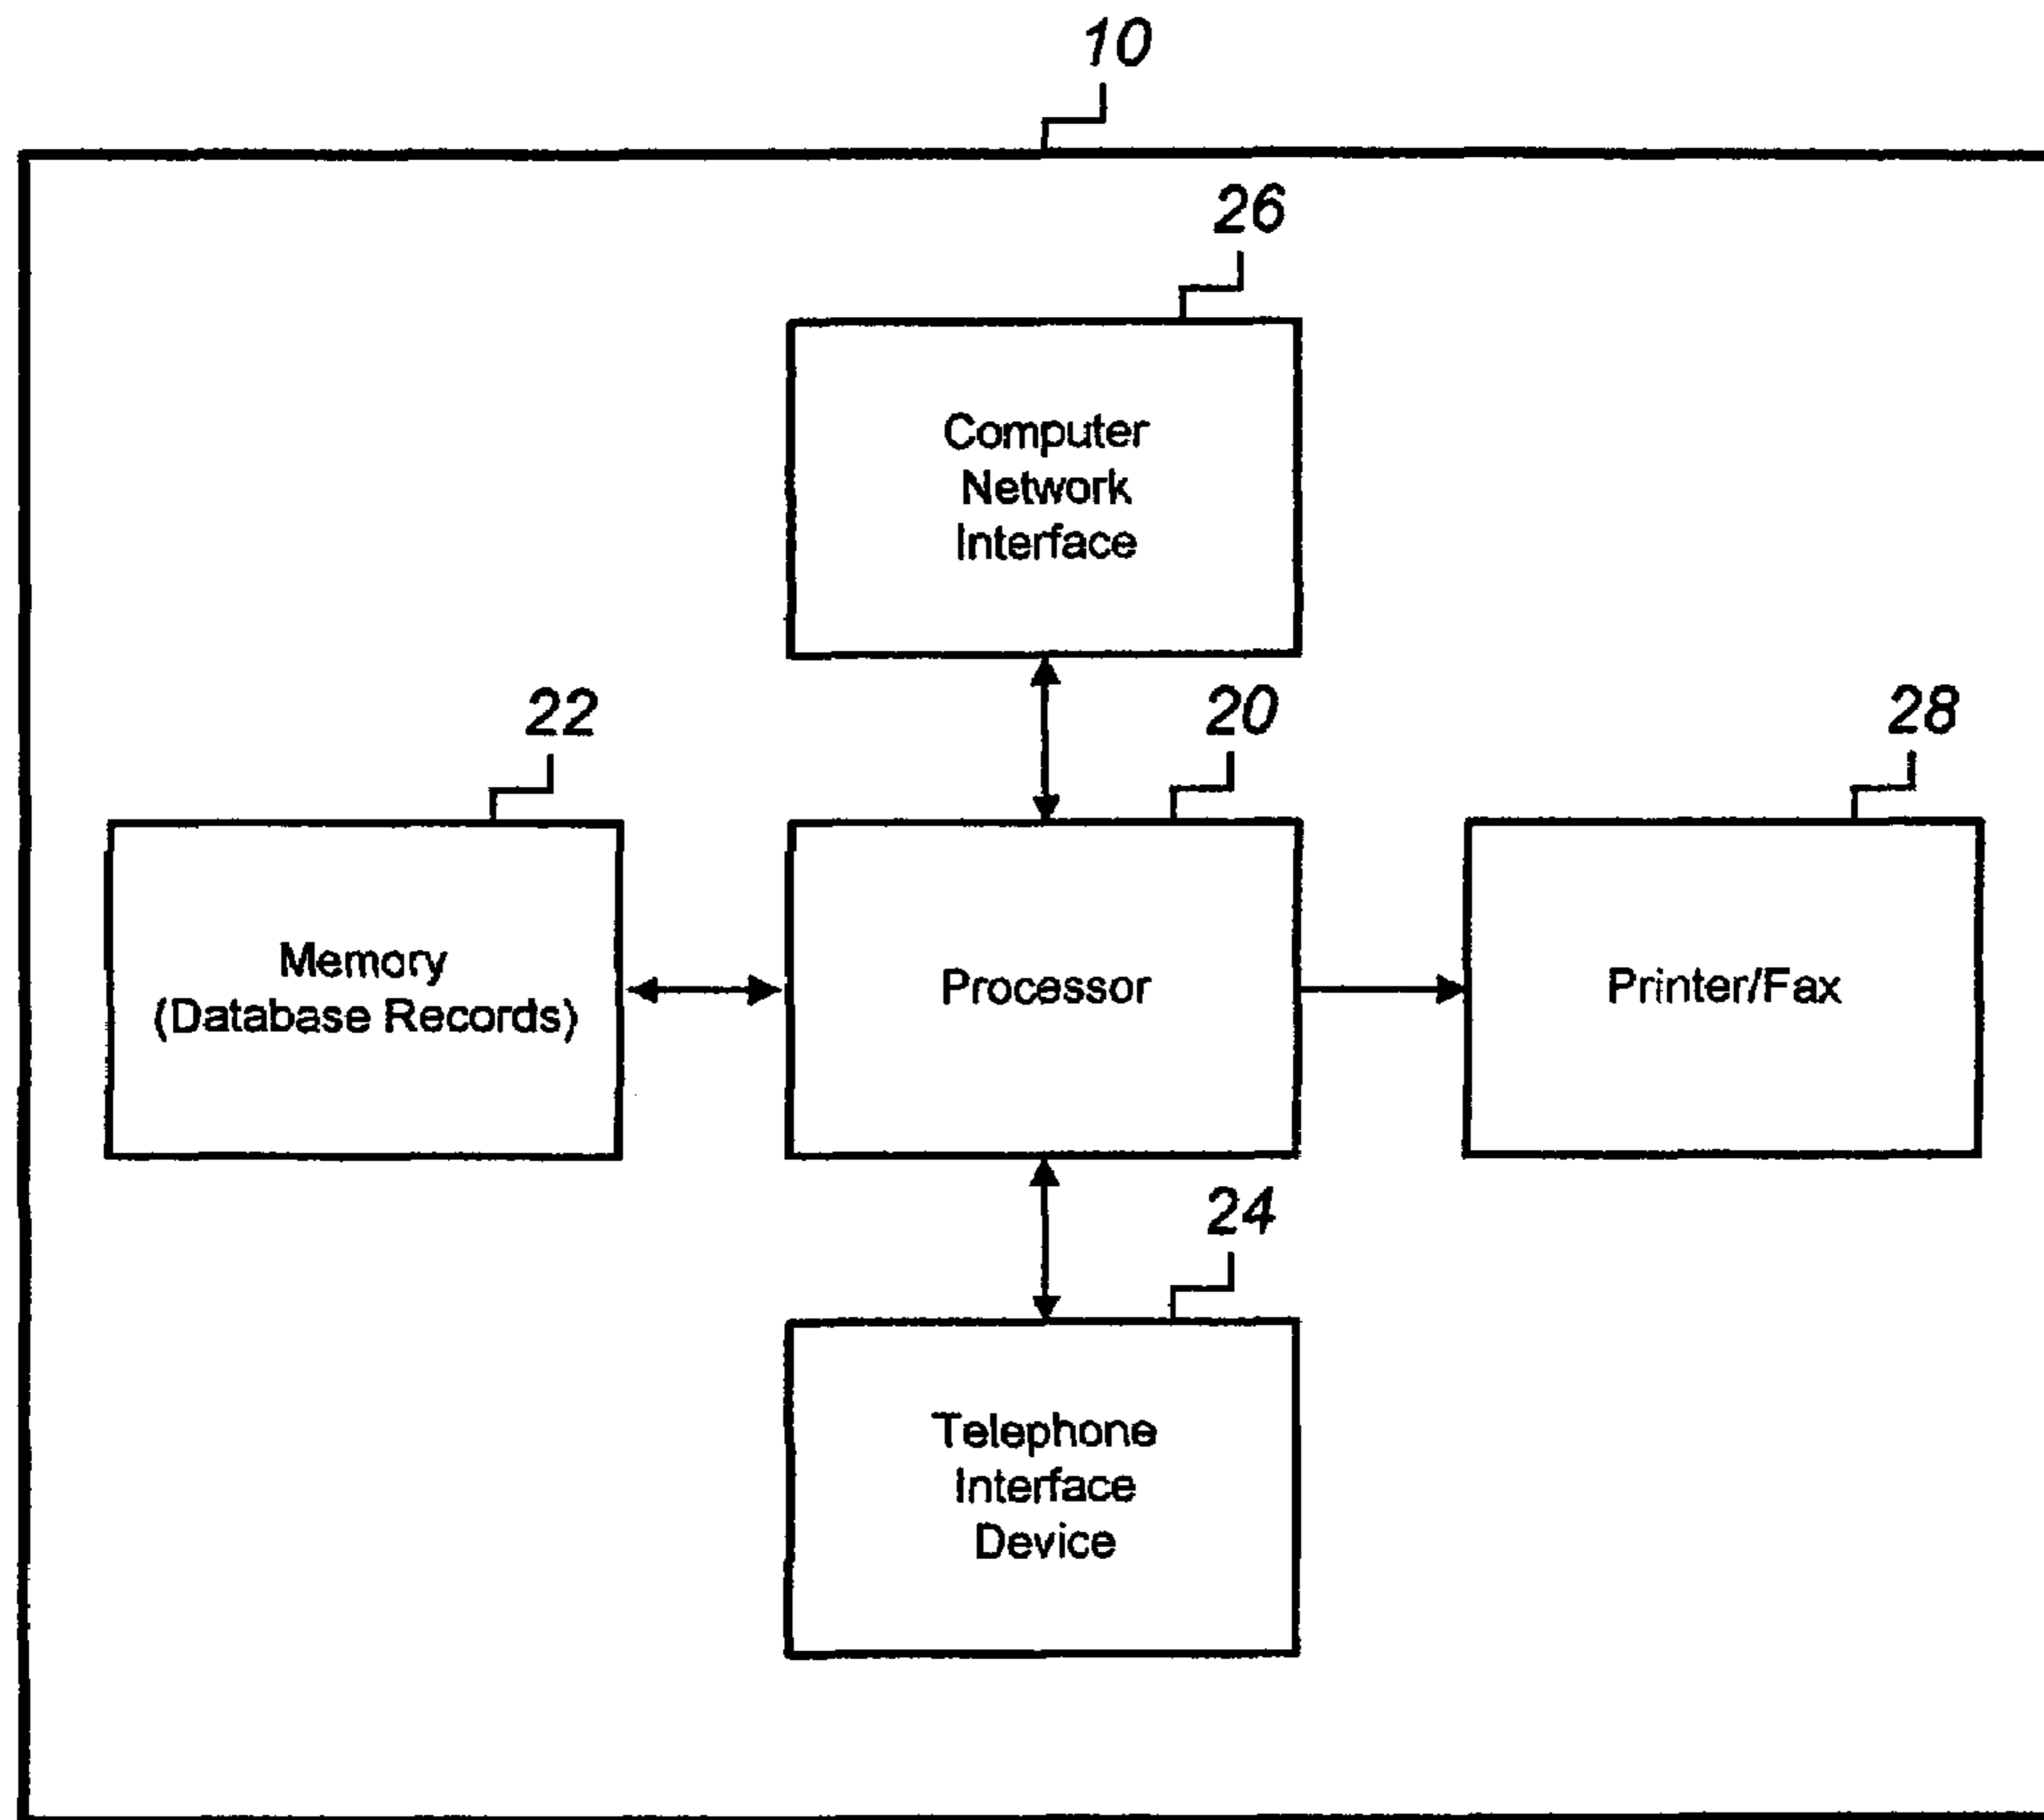 10
26
Computer
Network
Interface
22
20
28
Memory
(Database Records)
Processor
Printer/Fax
24
Telephone
Interface
Device